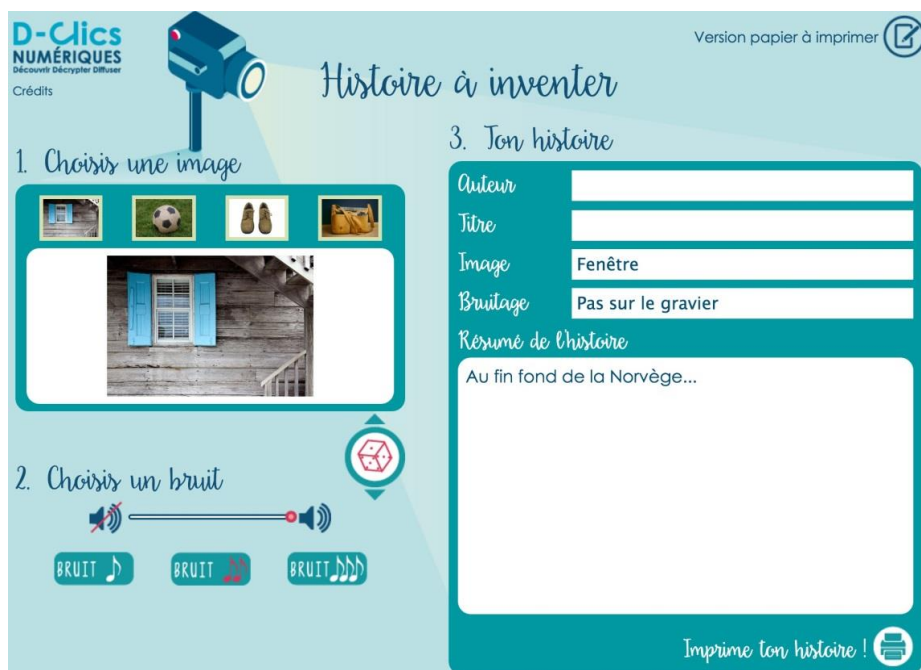 D-Clics
NUMÉRIQUES
Découvrir Décrypter Diffuser
Crédits
Version papier à imprimer
Histoire à inventer
1. Choisis une image
2. Choisis un bruit
BRUIT
BRUIT
BRUIT
3. Ton histoire
Auteur
Titre
Image
Fenêtre
Bruitage
Pas sur le gravier
Résumé de l'histoire
Au fin fond de la Norvège...
Imprime ton histoire !